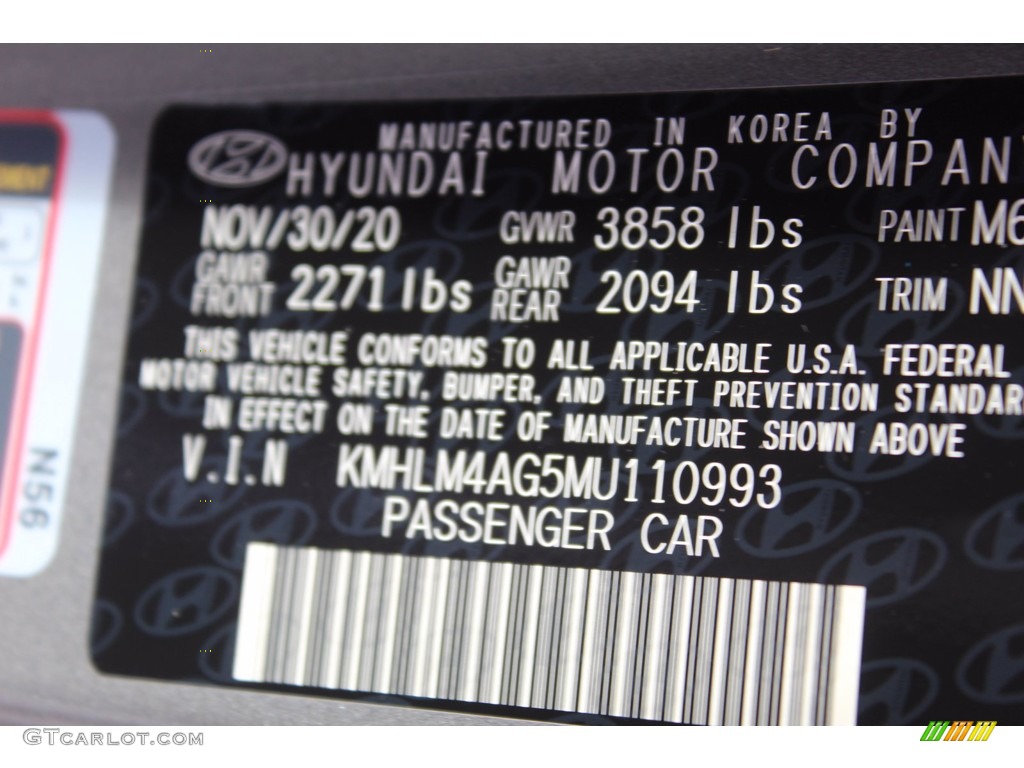 MANUFACTURED IN KOREA BY
HYUNDAI MOTOR COMPAN
NOV/30/20 GVWR 3858 lbs PAINT M6
GAWR FRONT 2271 lbs GAWR REAR 2094 lbs TRIM NN
THIS VEHICLE CONFORMS TO ALL APPLICABLE U.S.A. FEDERAL
MOTOR VEHICLE SAFETY, BUMPER, AND THEFT PREVENTION STANDAR
IN EFFECT ON THE DATE OF MANUFACTURE SHOWN ABOVE
V.I.N KMHLM4AG5MU110993
PASSENGER CAR
N56
GTCARLOT.COM